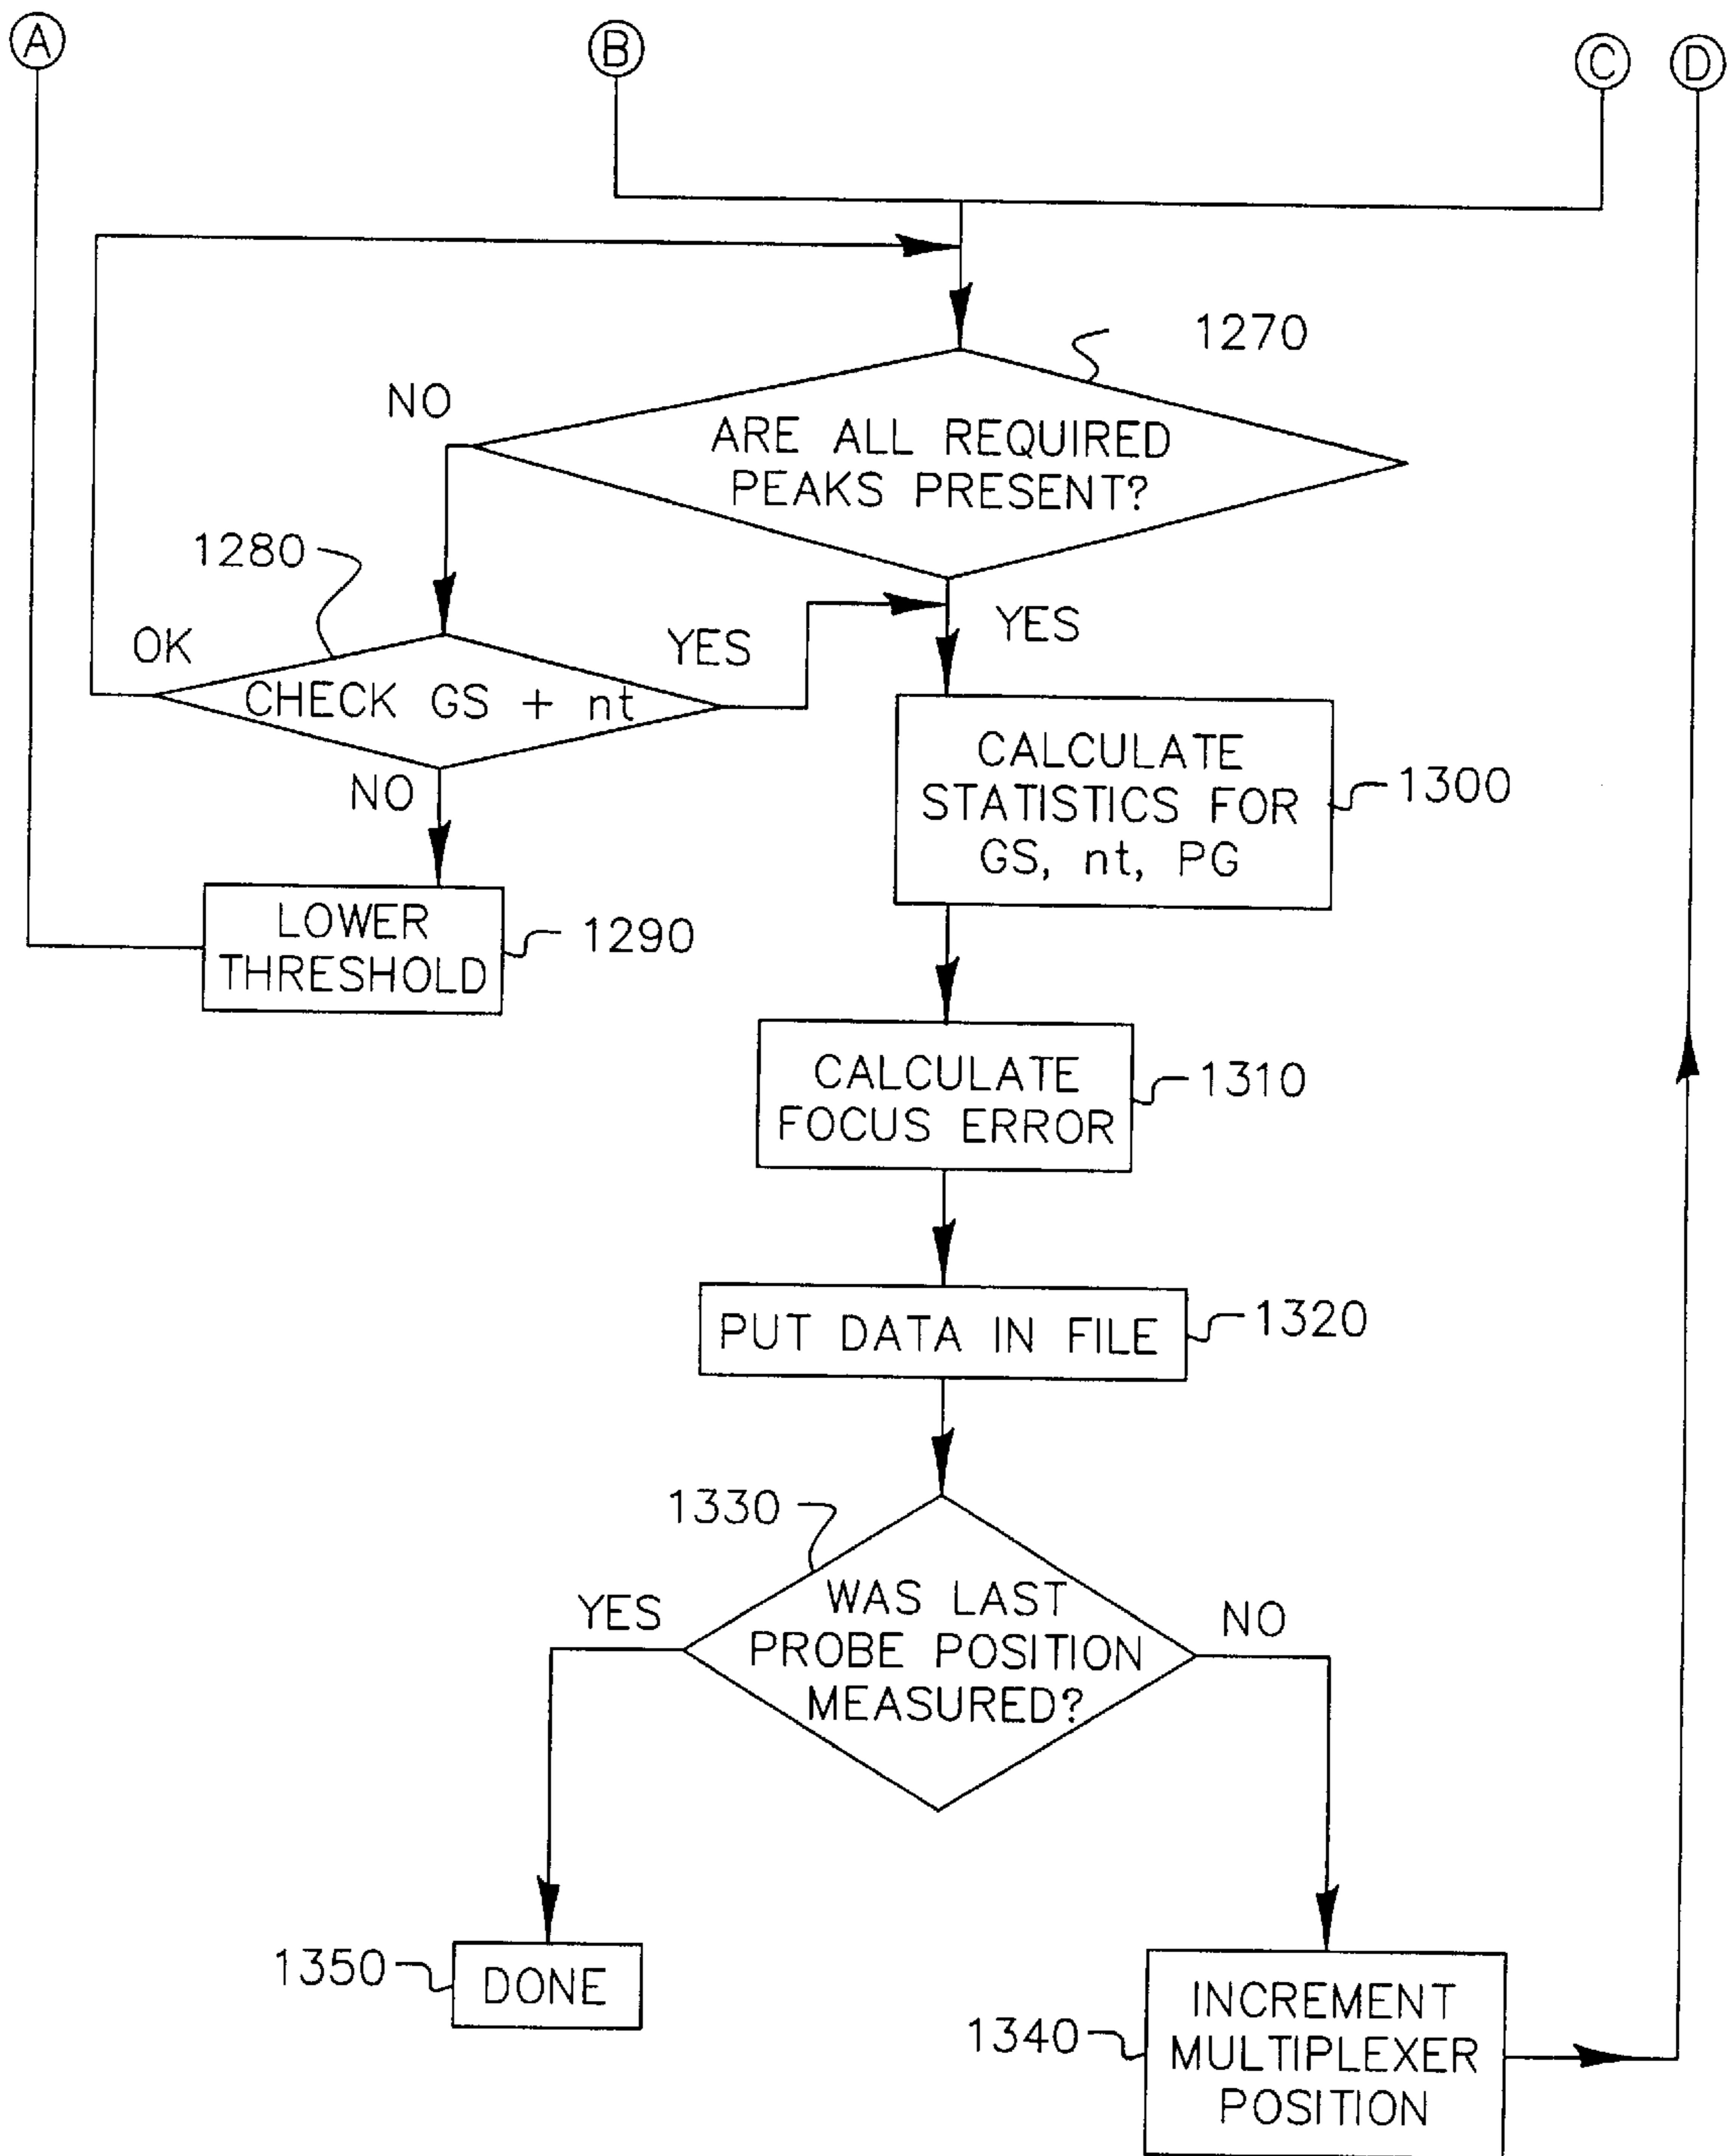 A
B
C
D
1270
NO
ARE ALL REQUIRED
PEAKS PRESENT?
1280
OK
YES
YES
CHECK GS + nt
NO
CALCULATE
STATISTICS FOR
GS, nt, PG
1300
LOWER
THRESHOLD
1290
CALCULATE
FOCUS ERROR
1310
PUT DATA IN FILE
1320
1330
YES
WAS LAST
PROBE POSITION
MEASURED?
NO
1350
DONE
1340
INCREMENT
MULTIPLEXER
POSITION